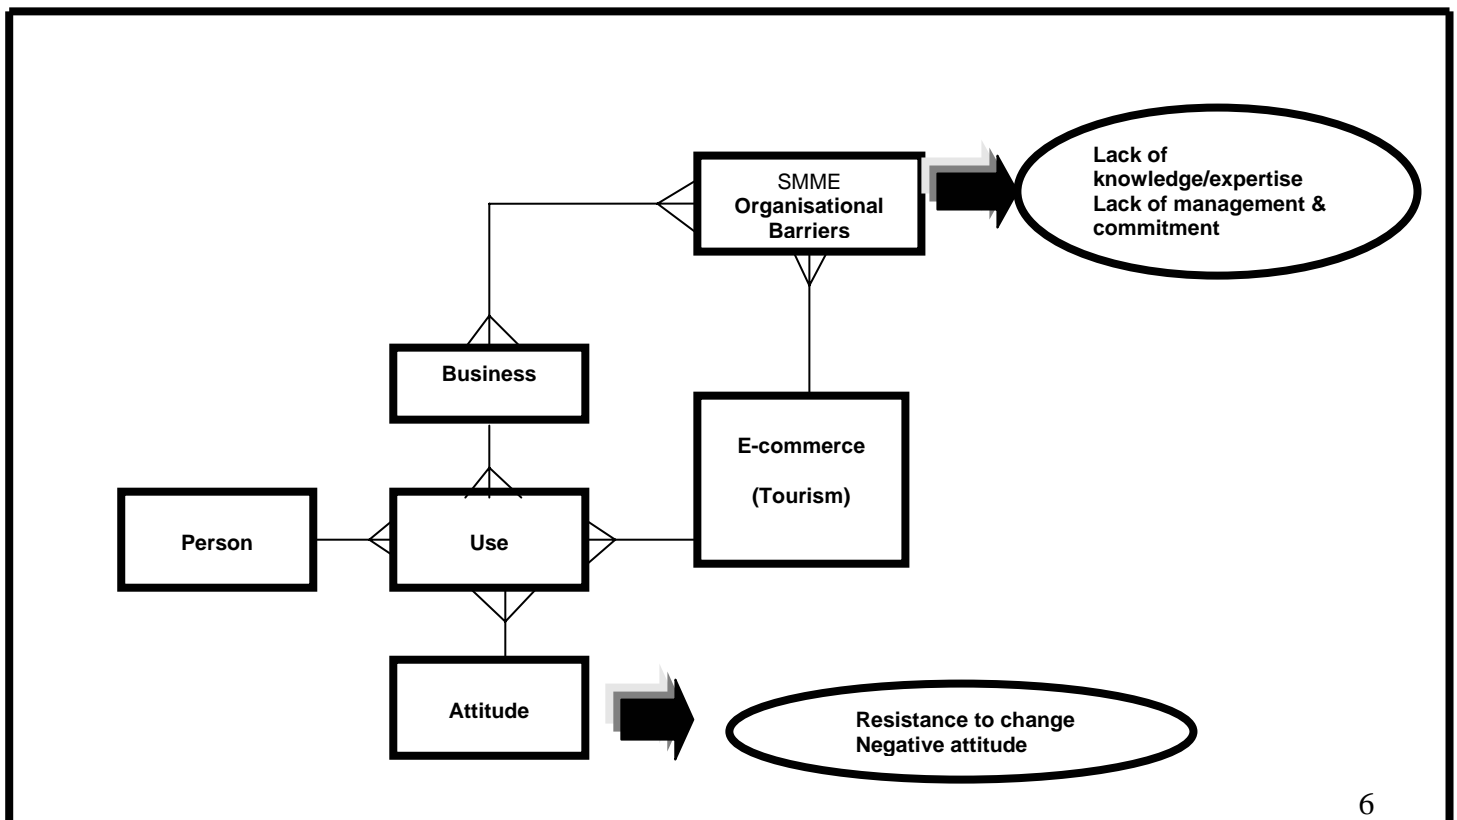 SMME
Organisational
Barriers
Lack of
knowledge/expertise
Lack of management &
commitment
Business
E-commerce
(Tourism)
Person
Use
Attitude
Resistance to change
Negative attitude
6